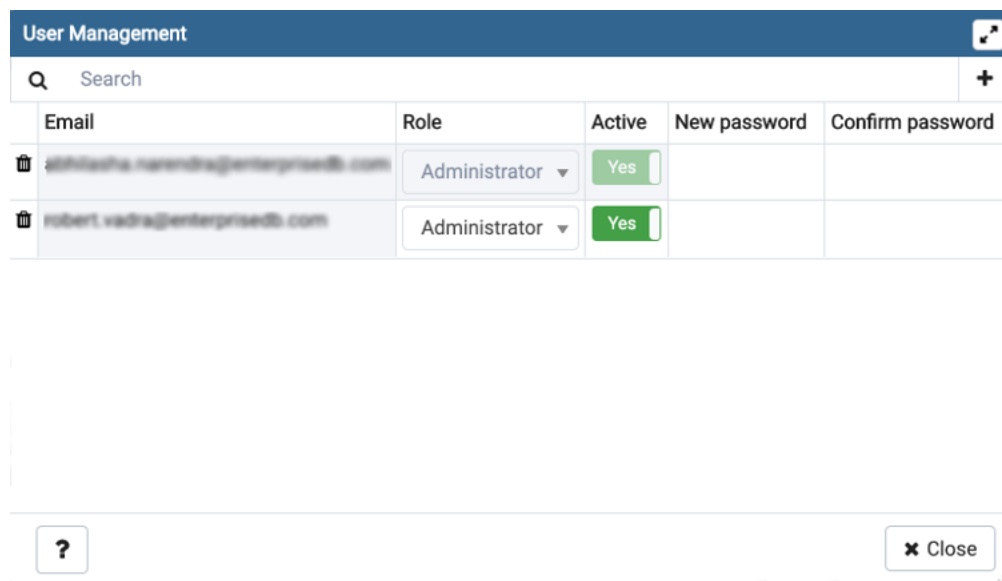 User Management
Search
Email Role Active New password Confirm password
Administrator Yes
Administrator Yes
? Close